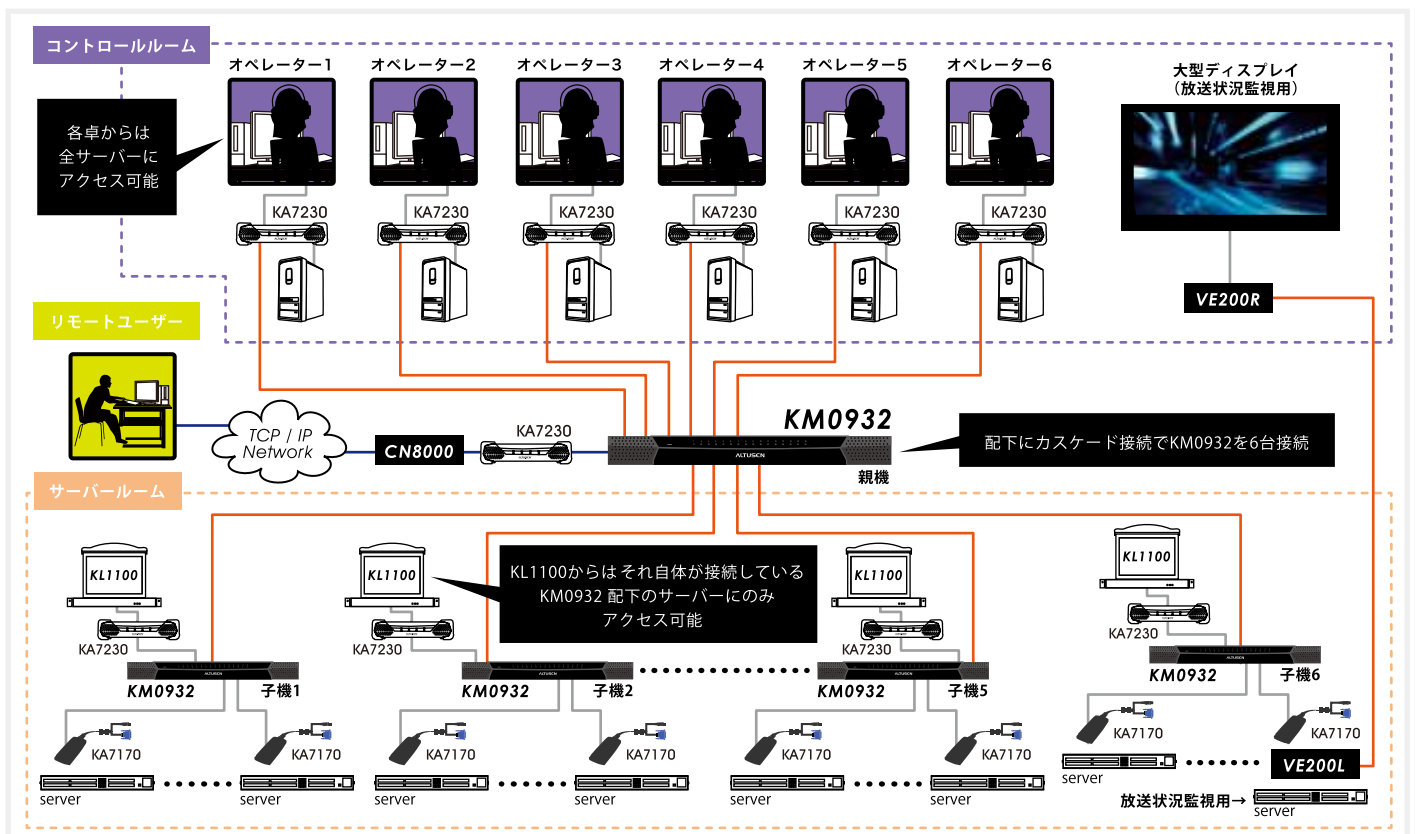 コントロールルーム
オペレーター1
オペレーター2
オペレーター3
オペレーター4
オペレーター5
オペレーター6
大型ディスプレイ
（放送状況監視用）
各卓からは
全サーバーに
アクセス可能
KA7230
KA7230
KA7230
KA7230
KA7230
KA7230
VE200R
リモートユーザー
TCP / IP
Network
CN8000
KA7230
KM0932
ALTUSCN
親機
配下にカスケード接続でKM0932を6台接続
サーバールーム
KL1100
KL1100
KL1100からは それ自体が接続している
KM0932 配下のサーバーにのみ
アクセス可能
KL1100
KL1100
KA7230
KA7230
KA7230
KA7230
ALTUSCN
ALTUSCN
ALTUSCN
ALTUSCN
KM0932
子機1
KM0932
子機2
KM0932
子機5
KM0932
子機6
KA7170
KA7170
KA7170
KA7170
KA7170
KA7170
KA7170
KA7170
server
server
server
server
server
server
server
VE200L
放送状況監視用→
server